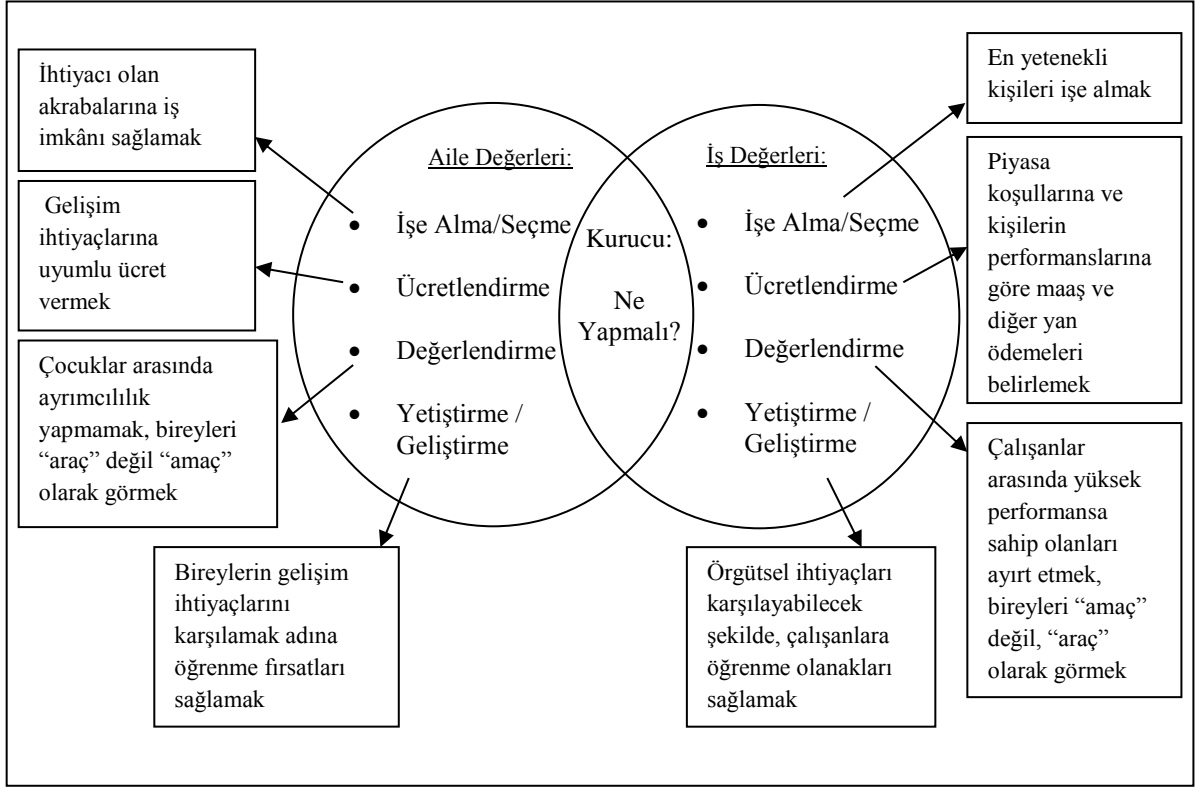 İhtiyacı olan
akrabalarına iş
imkânı sağlamak
Gelişim
ihtiyaçlarına
uyumlu ücret
vermek
Çocuklar arasında
ayrımcılılık
yapmamak, bireyleri
“araç” değil “amaç”
olarak görmek
Bireylerin gelişim
ihtiyaçlarını
karşılamak adına
öğrenme fırsatları
sağlamak
Aile Değerleri:
• İşe Alma/Seçme
• Ücretlendirme
• Değerlendirme
• Yetiştirme /
Geliştirme
Kurucu:
Ne
Yapmalı?
İş Değerleri:
• İşe Alma/Seçme
• Ücretlendirme
• Değerlendirme
• Yetiştirme /
Geliştirme
En yetenekli
kişileri işe almak
Piyasa
koşullarına ve
kişilerin
performanslarına
göre maaş ve
diğer yan
ödemeleri
belirlemek
Çalışanlar
arasında yüksek
performansa
sahip olanları
ayırt etmek,
bireyleri “amaç”
değil, “araç”
olarak görmek
Örgütsel ihtiyaçları
karşılayabilecek
şekilde, çalışanlara
öğrenme olanakları
sağlamak